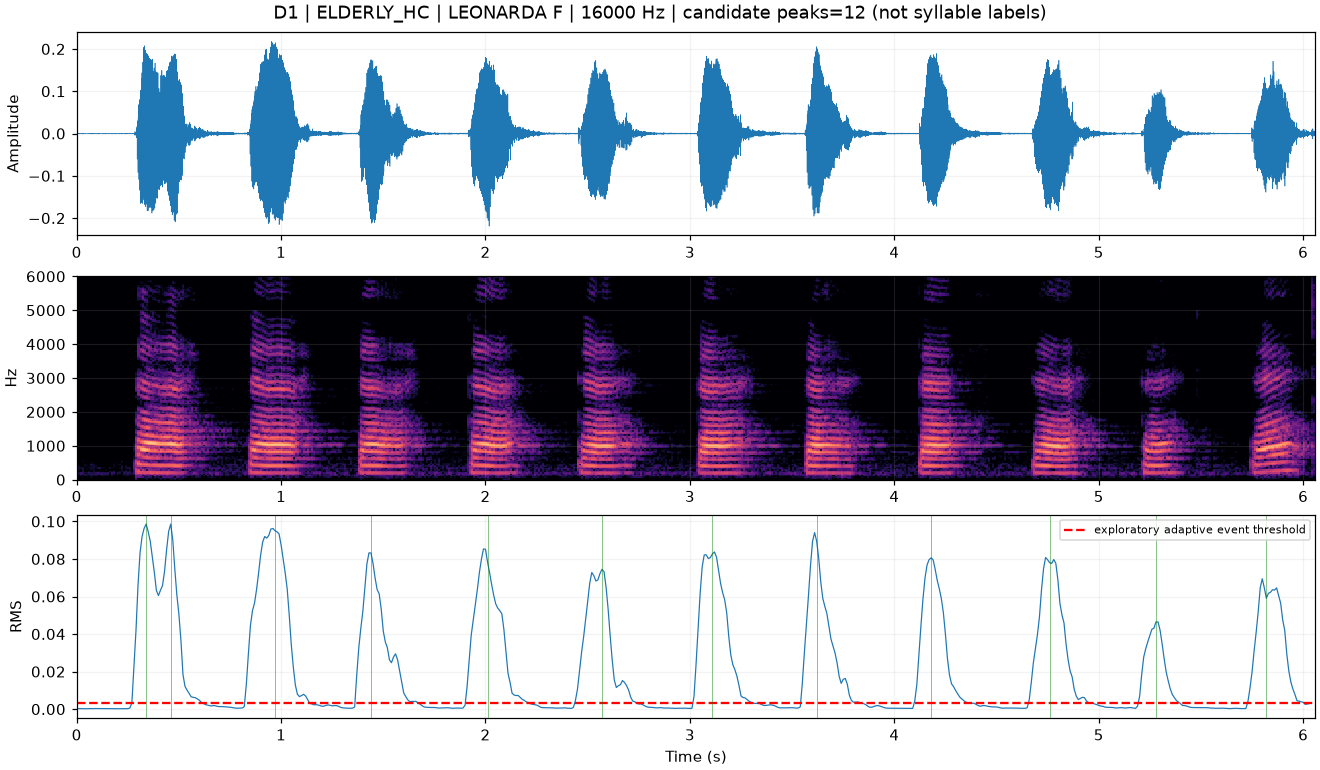 D1 | ELDERLY_HC | LEONARDA F | 16000 Hz | candidate peaks=12 (not syllable labels)
0.2
0.1
0.0
−0.1
−0.2
Amplitude
0 1 2 3 4 5 6
6000
5000
4000
3000
2000
1000
0
Hz
0 1 2 3 4 5 6
exploratory adaptive event threshold
0.10
0.08
0.06
0.04
0.02
0.00
RMS
0 1 2 3 4 5 6
Time (s)